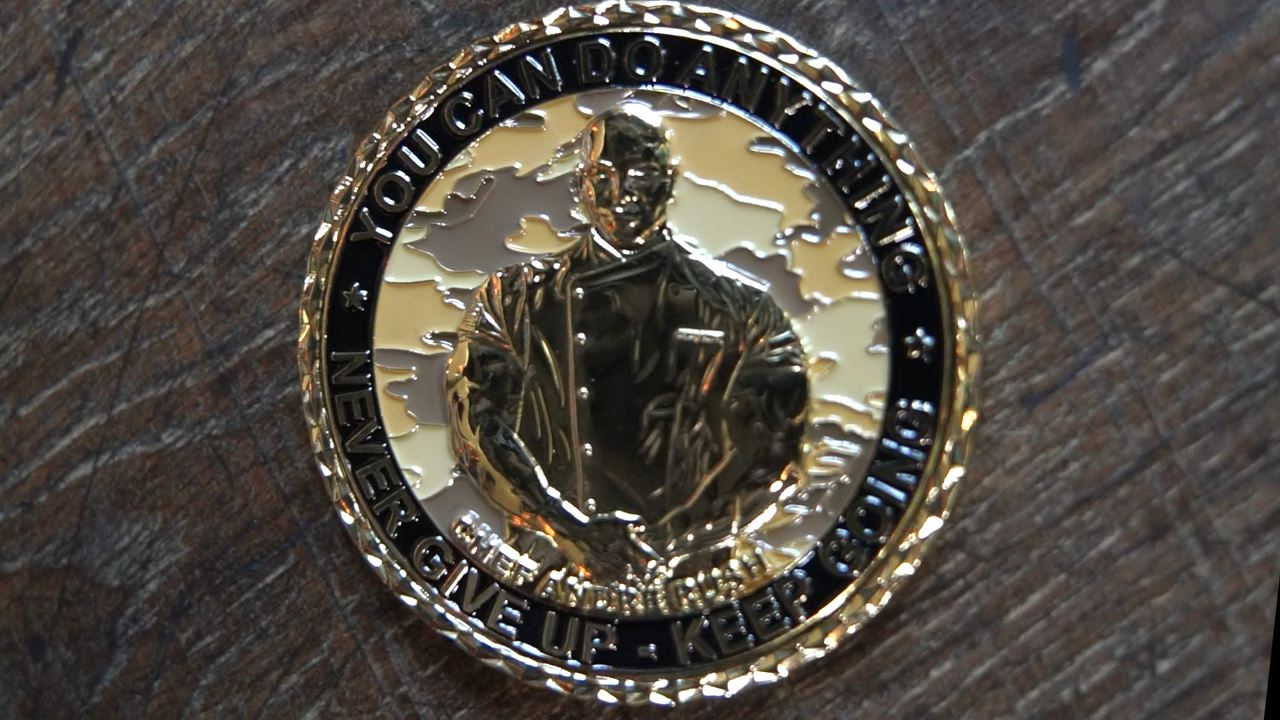 YOU CAN DO ANYTHING
NEVER GIVE UP - KEEP GOING
CHEF ANDRE RUSH